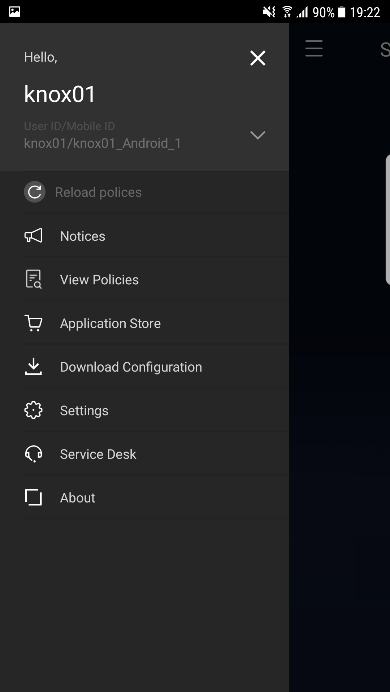 90% 19:22
Hello,
S
knox01
User ID/Mobile ID
knox01/knox01_Android_1
Reload polices
Notices
View Policies
Application Store
Download Configuration
Settings
Service Desk
About